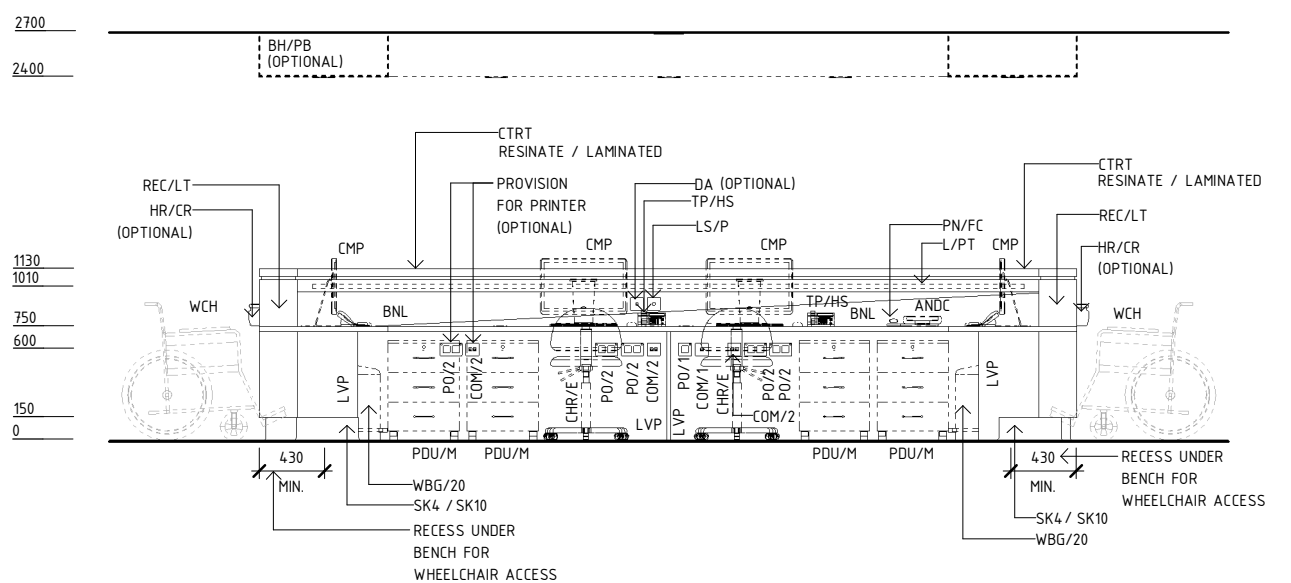 2700
BH/PB
(OPTIONAL)
2400
CTRT
RESINATE / LAMINATED
CTRT
RESINATE / LAMINATED
REC/LT
PROVISION
FOR PRINTER
(OPTIONAL)
DA (OPTIONAL)
TP/HS
LS/P
HR/CR
(OPTIONAL)
PN/FC
L/PT
REC/LT
CMP
CMP
CMP
CMP
HR/CR
(OPTIONAL)
1130
1010
WCH
BNL
TP/HS
BNL
ANDC
WCH
750
600
LVP
PO/2
COM/2
CHR/E
PO/2
PO/2
COM/2
LVP
LVP
PO/1
COM/1
CHR/E
PO/2
PO/2
COM/2
LVP
150
0
PDU/M
PDU/M
PDU/M
PDU/M
430
MIN.
430
MIN.
RECESS UNDER
BENCH FOR
WHEELCHAIR ACCESS
WBG/20
SK4 / SK10
RECESS UNDER
BENCH FOR
WHEELCHAIR ACCESS
SK4 / SK10
WBG/20